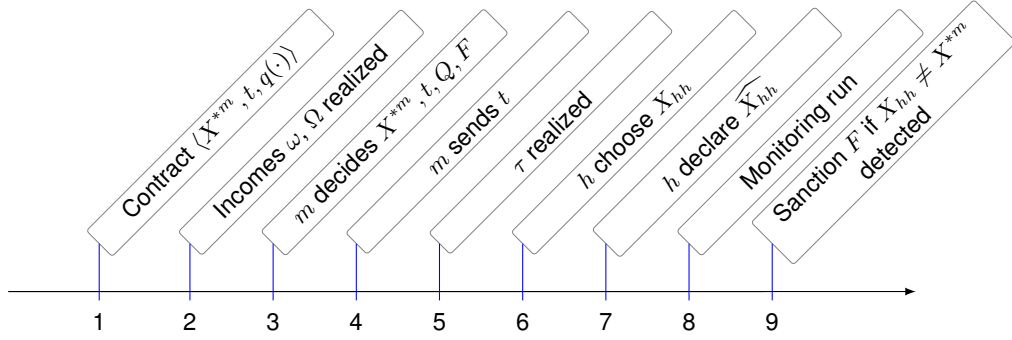 Contract ⟨X*ᵐ, t, q(·)⟩
Incomes ω, Ω realized
m decides X*ᵐ, t, Q, F
m sends t
τ realized
h choose Xₕₕ
h declare X̂ₕₕ
Monitoring run
Sanction F if Xₕₕ ≠ X*ᵐ
detected
1 2 3 4 5 6 7 8 9